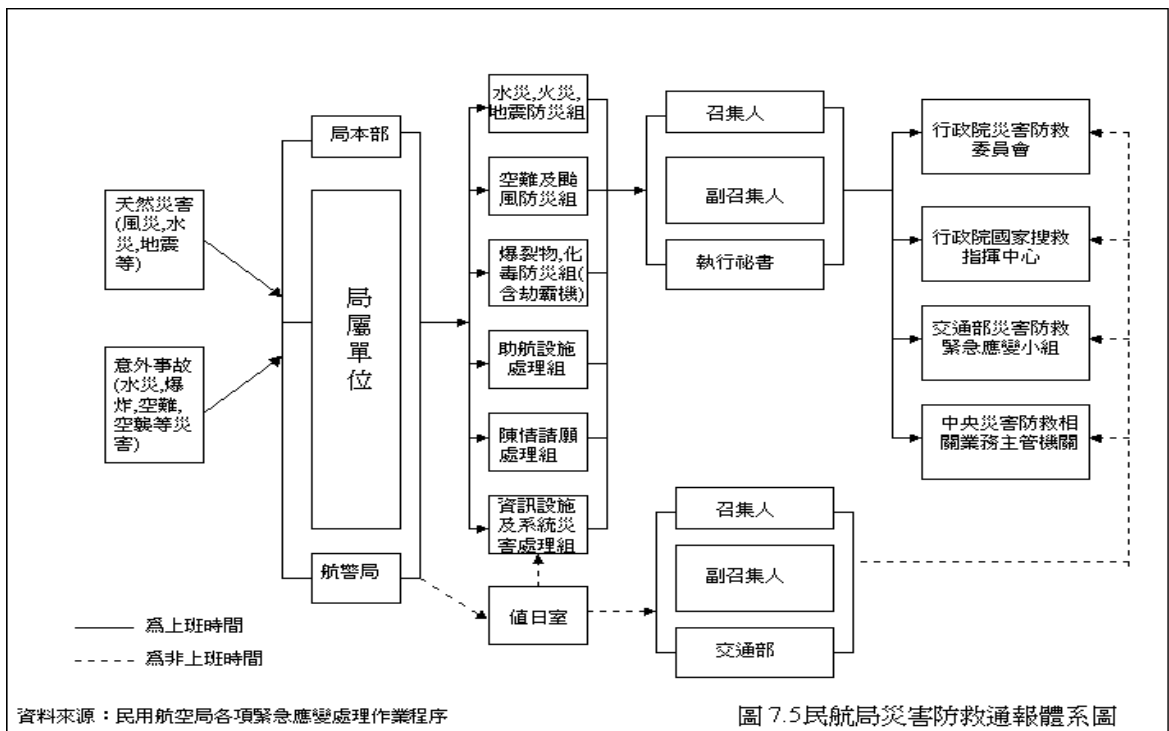 天然災害
(風災,水
災,地震
等)
意外事故
(水災,爆
炸,空難,
空襲等災
害)
局本部
局
屬
單
位
航警局
水災,火災,
地震防災組
空難及颱
風防災組
爆裂物,化
毒防災組(
含劫霸機)
助航設施
處理組
陳情請願
處理組
資訊設施
及系統災
害處理組
值日室
召集人
副召集人
執行祕書
召集人
副召集人
交通部
行政院災害防救
委員會
行政院國家搜救
指揮中心
交通部災害防救
緊急應變小組
中央災害防救相
關業務主管機關
為上班時間
為非上班時間
資料來源：民用航空局各項緊急應變處理作業程序
圖 7.5民航局災害防救通報體系圖